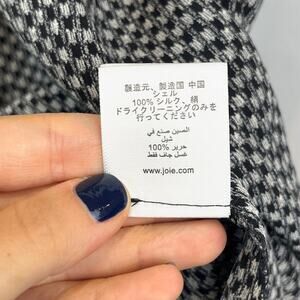 製造元、製造国 中国
シェル
100% シルク、絹
ドライクリーニングのみを
行ってください
الصين صنع في
شيل
حرير %100
غسل جاف فقط
www.joie.com